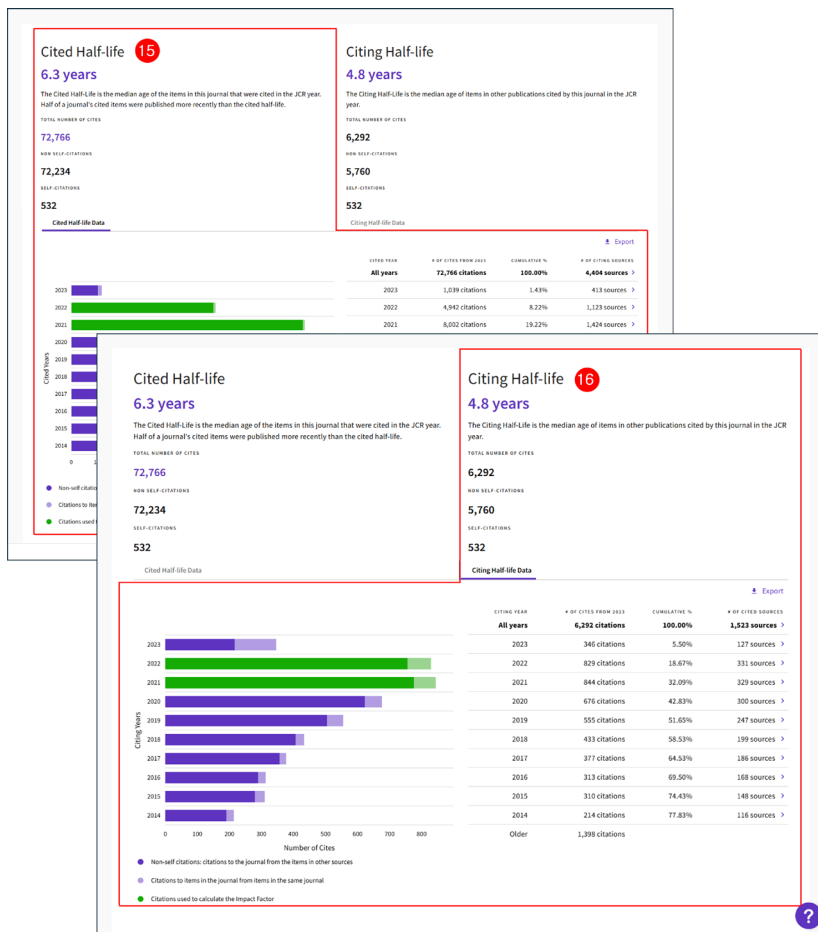 Cited Half-life 15
6.3 years
The Cited Half-Life is the median age of the items in this journal that were cited in the JCR year.
Half of a journal's cited items were published more recently than the cited half-life.
TOTAL NUMBER OF CITES
72,766
NON SELF-CITATIONS
72,234
SELF-CITATIONS
532
Cited Half-life Data
Citing Half-life
4.8 years
The Citing Half-Life is the median age of items in other publications cited by this journal in the JCR
year.
TOTAL NUMBER OF CITES
6,292
NON SELF-CITATIONS
5,760
SELF-CITATIONS
532
Citing Half-life Data
Export
CITED YEAR # OF CITES FROM 2023 CUMULATIVE % # OF CITING SOURCES
All years 72,766 citations 100.00% 4,404 sources >
2023 1,039 citations 1.43% 413 sources >
2022 4,942 citations 8.22% 1,123 sources >
2021 8,002 citations 19.22% 1,424 sources >
Cited Years
2023
2022
2021
2020
2019
2018
2017
2016
2015
2014
0
Non-self citatio
Citations to ite
Citations used
Cited Half-life
6.3 years
The Cited Half-Life is the median age of the items in this journal that were cited in the JCR year.
Half of a journal's cited items were published more recently than the cited half-life.
TOTAL NUMBER OF CITES
72,766
NON SELF-CITATIONS
72,234
SELF-CITATIONS
532
Cited Half-life Data
Citing Half-life 16
4.8 years
The Citing Half-Life is the median age of items in other publications cited by this journal in the JCR
year.
TOTAL NUMBER OF CITES
6,292
NON SELF-CITATIONS
5,760
SELF-CITATIONS
532
Citing Half-life Data
Export
CITING YEAR # OF CITES FROM 2023 CUMULATIVE % # OF CITED SOURCES
All years 6,292 citations 100.00% 1,523 sources >
2023 346 citations 5.50% 127 sources >
2022 829 citations 18.67% 331 sources >
2021 844 citations 32.09% 329 sources >
2020 676 citations 42.83% 300 sources >
2019 555 citations 51.65% 247 sources >
2018 433 citations 58.53% 199 sources >
2017 377 citations 64.53% 186 sources >
2016 313 citations 69.50% 168 sources >
2015 310 citations 74.43% 148 sources >
2014 214 citations 77.83% 116 sources >
Older 1,398 citations
Citing Years
2023
2022
2021
2020
2019
2018
2017
2016
2015
2014
0 100 200 300 400 500 600 700 800
Number of Cites
Non-self citations: citations to the journal from the items in other sources
Citations to items in the journal from items in the same journal
Citations used to calculate the Impact Factor
?